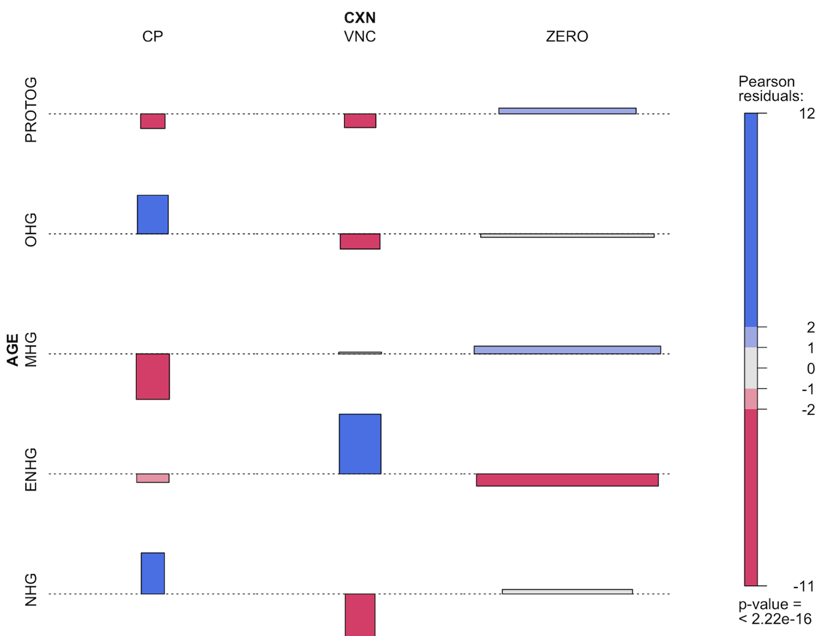 CXN
CP VNC ZERO
AGE
PROTOG
OHG
MHG
ENHG
NHG
Pearson
residuals:
12
2
1
0
-1
-2
-11
p-value =
< 2.22e-16